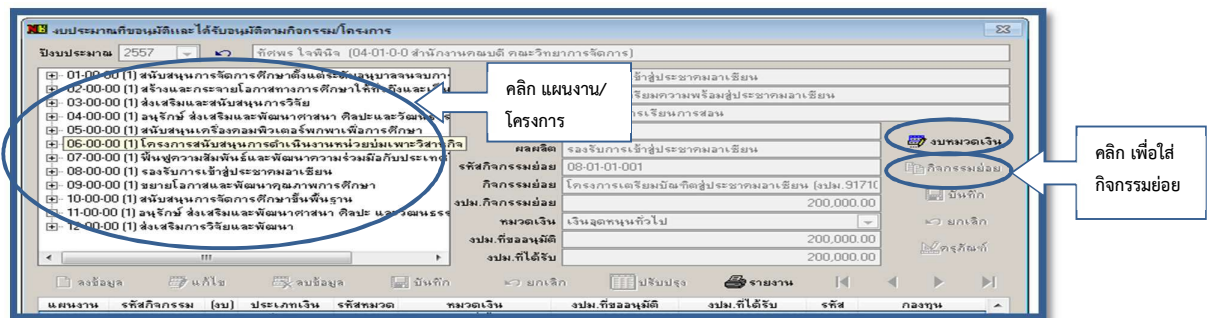 งบประมาณที่ขออนุมัติและได้รับอนุมัติตามกิจกรรม/โครงการ
ปีงบประมาณ 2557 ทัศพร ใจพินิจ (04-01-0-0 สำนักงานคณบดี คณะวิทยาการจัดการ)
01-00-00 (1) สนับสนุนการจัดการศึกษาตั้งแต่ระดับอนุบาลจนจบกา
02-00-00 (1) สร้างและกระจายโอกาสทางการศึกษาให้ทั่วถึงและเป็น
03-00-00 (1) ส่งเสริมและสนับสนุนการวิจัย
04-00-00 (1) อนุรักษ์ ส่งเสริมและพัฒนาศาสนา ศิลปะและวัฒนธร
05-00-00 (1) สนับสนุนเครื่องคอมพิวเตอร์พกพาเพื่อการศึกษา
06-00-00 (1) โครงการสนับสนุนการดำเนินงานหน่วยบ่มเพาะวิสาหกิจ
07-00-00 (1) ฟื้นฟูความสัมพันธ์และพัฒนาความร่วมมือกับประเทศ
08-00-00 (1) รองรับการเข้าสู่ประชาคมอาเซียน
09-00-00 (1) ขยายโอกาสและพัฒนาคุณภาพการศึกษา
10-00-00 (1) สนับสนุนการจัดการศึกษาขั้นพื้นฐาน
11-00-00 (1) อนุรักษ์ ส่งเสริมและพัฒนาศาสนา ศิลปะ และวัฒนธรร
12-00-00 (1) ส่งเสริมการวิจัยและพัฒนา
คลิก แผนงาน/
โครงการ
ข้าสู่ประชาคมอาเซียน
รียมความพร้อมสู่ประชาคมอาเซียน
รเรียนการสอน
ผลผลิต รองรับการเข้าสู่ประชาคมอาเซียน
รหัสกิจกรรมย่อย 08-01-01-001
กิจกรรมย่อย โครงการเตรียมบัณฑิตสู่ประชาคมอาเซียน (งปม.9171(
งปม.กิจกรรมย่อย 200,000.00
หมวดเงิน เงินอุดหนุนทั่วไป
งปม.ที่ขออนุมัติ 200,000.00
งปม.ที่ได้รับ 200,000.00
งบหมวดเงิน
กิจกรรมย่อย
บันทึก
ยกเลิก
ครุภัณฑ์
คลิก เพื่อใส่
กิจกรรมย่อย
ลงข้อมูล แก้ไข ลบข้อมูล บันทึก ยกเลิก ปรับปรุง รายงาน
แผนงาน รหัสกิจกรรม (งบ) ประเภทเงิน รหัสหมวด หมวดเงิน งปม.ที่ขออนุมัติ งปม.ที่ได้รับ รหัส กองทุน